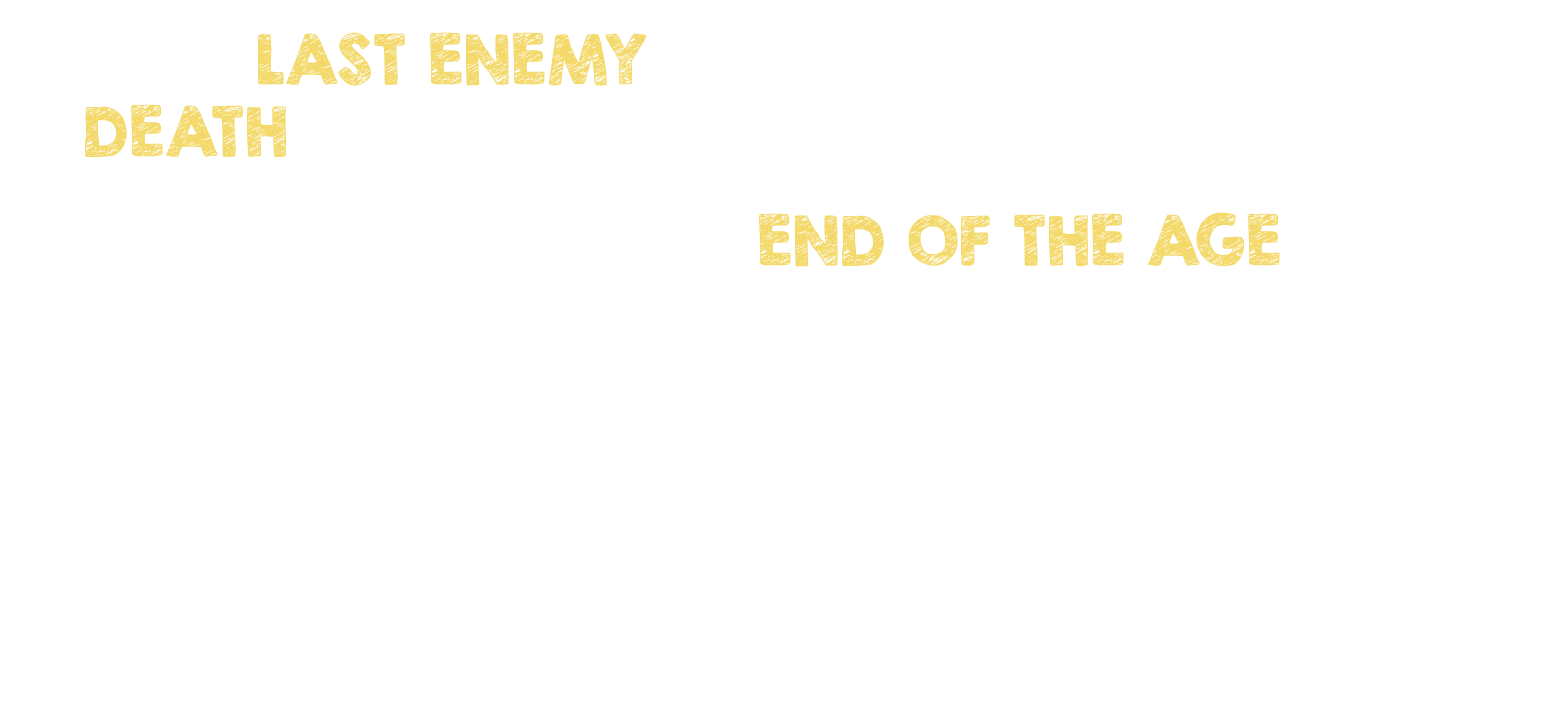 LAST ENEMY
DEATH
END OF THE AGE